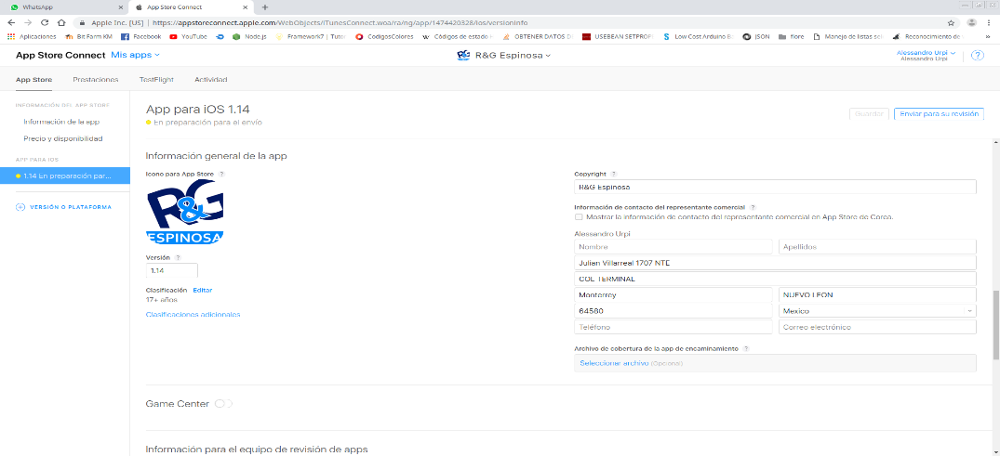 WhatsApp
App Store Connect
Apple Inc. [US] | https://appstoreconnect.apple.com/WebObjects/iTunesConnect.woa/ra/ng/app/1474420328/ios/versioninfo
Aplicaciones
Bit Farm KM
Facebook
YouTube
Node.js
Framework7 | Tuto
CodigosColores
Códigos de estado
OBTENER DATOS D
USEBEAN SETPROF
Low Cost Arduino B
JSON
flore
Manejo de listas sel
Reconocimiento de
App Store Connect Mis apps
R&G Espinosa
Alessandro Urpi
Alessandro Urpi
?
App Store Prestaciones TestFlight Actividad
INFORMACIÓN DEL APP STORE
Información de la app
Precio y disponibilidad
APP PARA IOS
1.14 En preparación par...
VERSIÓN O PLATAFORMA
App para iOS 1.14
En preparación para el envío
Guardar
Enviar para su revisión
Información general de la app
Icono para App Store ?
R&G
ESPINOSA
Versión ?
1.14
Clasificación Editar
17+ años
Clasificaciones adicionales
Copyright ?
R&G Espinosa
Información de contacto del representante comercial ?
Mostrar la información de contacto del representante comercial en App Store de Corea.
Alessandro Urpi
Nombre Apellidos
Julian Villarreal 1707 NTE
COL TERMINAL
Monterrey NUEVO LEON
64580 Mexico
Teléfono Correo electrónico
Archivo de cobertura de la app de encaminamiento ?
Seleccionar archivo (Opcional)
Game Center
Información para el equipo de revisión de apps